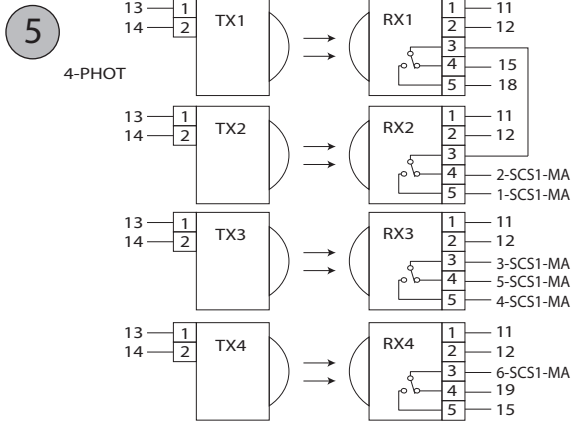 5
4-PHOT
13 1 TX1 RX1 1 11
14 2 2 12
3
4 15
5 18
13 1 TX2 RX2 1 11
14 2 2 12
3
4 2-SCS1-MA
5 1-SCS1-MA
13 1 TX3 RX3 1 11
14 2 2 12
3 3-SCS1-MA
4 5-SCS1-MA
5 4-SCS1-MA
13 1 TX4 RX4 1 11
14 2 2 12
3 6-SCS1-MA
4 19
5 15